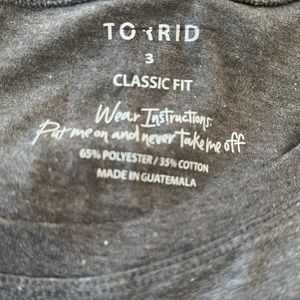 TORRID
3
CLASSIC FIT
Wear Instructions:
Put me on and never take me off
65% POLYESTER / 35% COTTON
MADE IN GUATEMALA